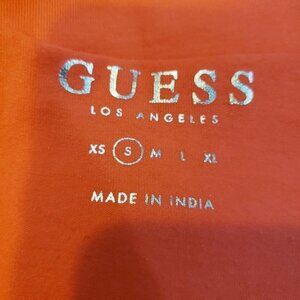 GUESS
LOS ANGELES
XS S M L XL
MADE IN INDIA